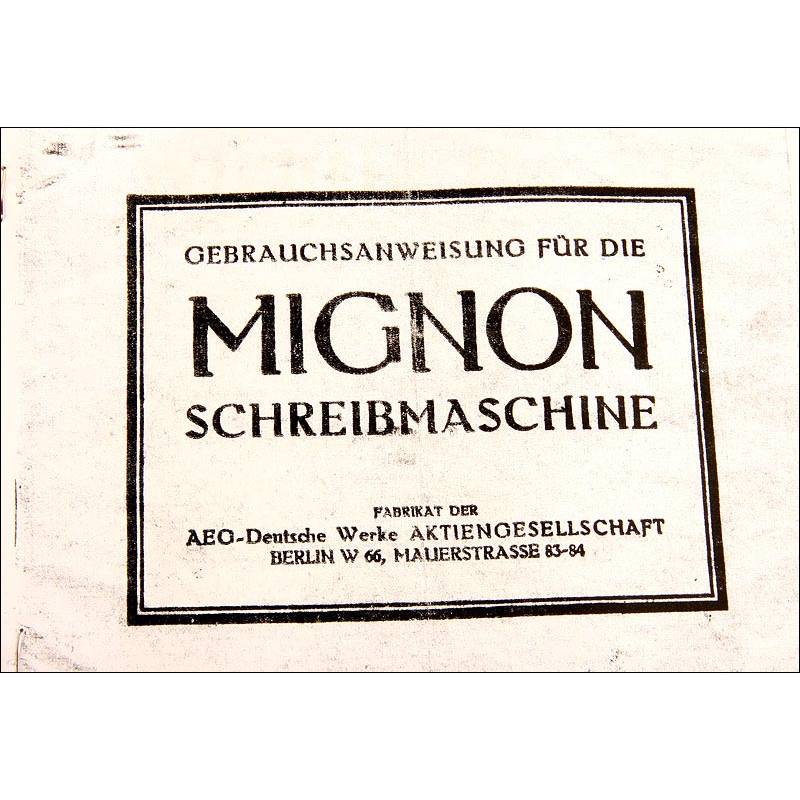 GEBRAUCHSANWEISUNG FÜR DIE
MIGNON
SCHREIBMASCHINE
FABRIKAT DER
AEG-Deutsche Werke AKTIENGESELLSCHAFT
BERLIN W 66, MAUERSTRASSE 83-84